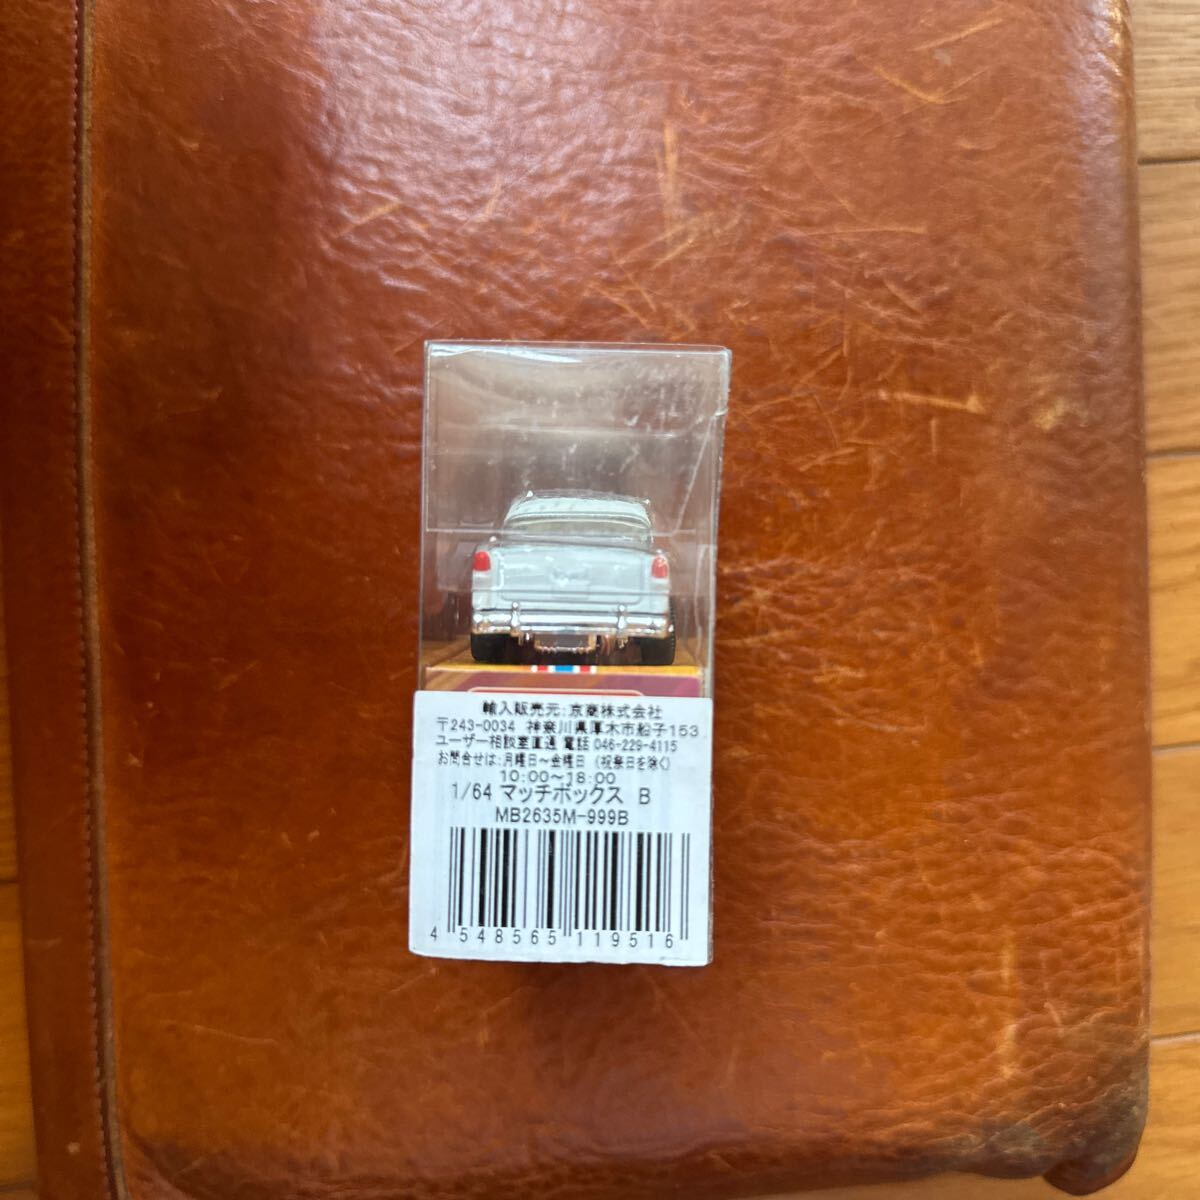 輸入販売元:京商株式会社
〒243-0034 神奈川県厚木市船子153
ユーザー相談室直通 電話 046-229-4115
お問合せは:月曜日〜金曜日 (祝祭日を除く)
10:00〜18:00
1/64 マッチボックス B
MB2635M-999B
4 548565 119516